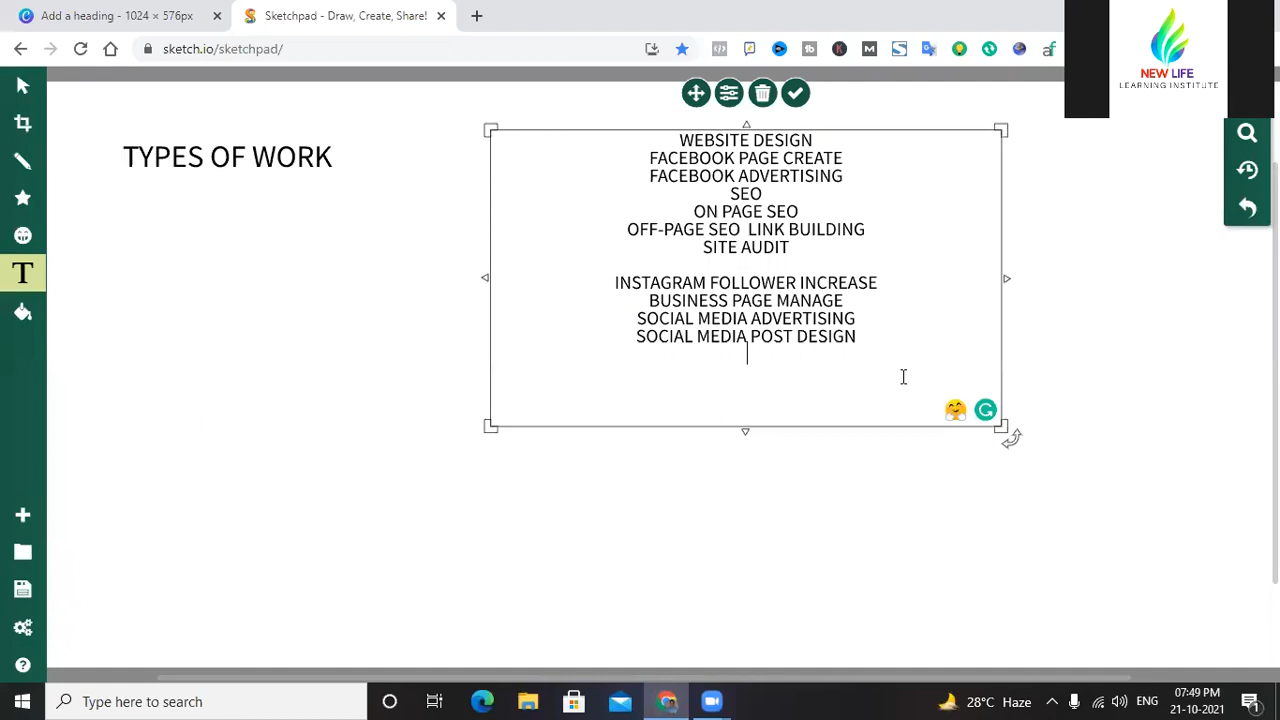 Add a heading - 1024 × 576px
Sketchpad - Draw, Create, Share!
sketch.io/sketchpad/
NEW LIFE
LEARNING INSTITUTE
TYPES OF WORK
WEBSITE DESIGN
FACEBOOK PAGE CREATE
FACEBOOK ADVERTISING
SEO
ON PAGE SEO
OFF-PAGE SEO  LINK BUILDING
SITE AUDIT
INSTAGRAM FOLLOWER INCREASE
BUSINESS PAGE MANAGE
SOCIAL MEDIA ADVERTISING
SOCIAL MEDIA POST DESIGN
Type here to search
28°C Haze
ENG
07:49 PM
21-10-2021